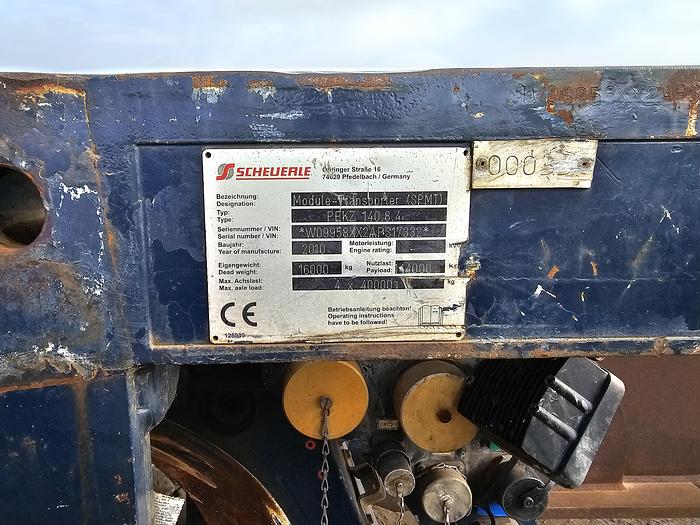 SCHEUERLE
Öhringer Straße 16
74629 Pfedelbach / Germany
Bezeichnung:
Designation: Module-Transporter (SPMT)
Typ:
Type: PEKZ 140.8.4
Seriennummer / VIN:
Serial number / VIN:
Baujahr: Motorleistung:
Year of manufacture: 2010 Engine rating: -
Eigengewicht: Nutzlast:
Dead weight: 16000 kg Payload: kg
Max. Achslast:
Max. axle load: 4 x 40000 kg
CE
Betriebsanleitung beachten!
Operating instructions
have to be followed!
000